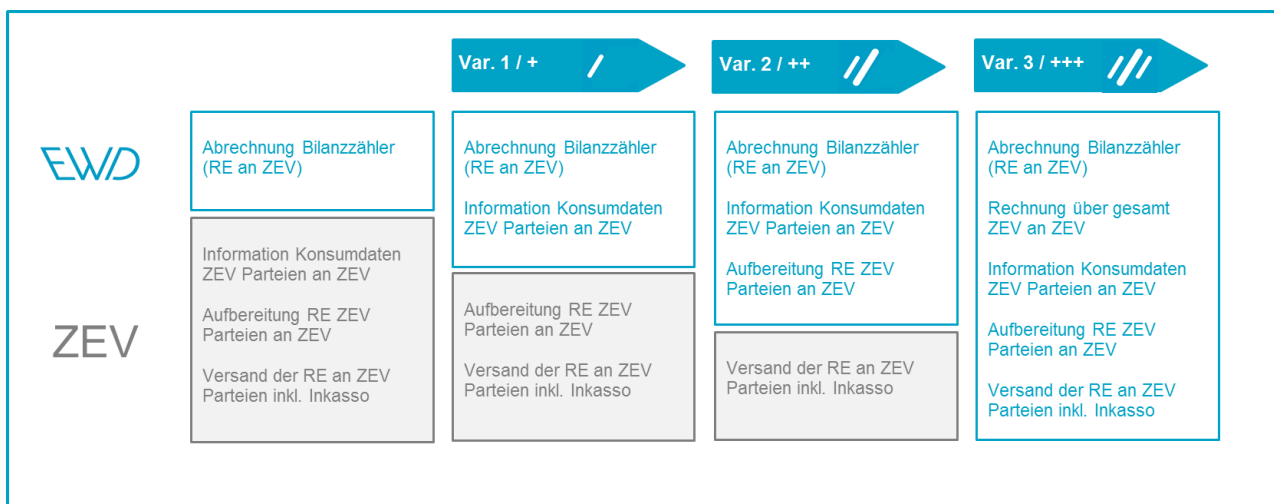 Var. 1 / +
Var. 2 / ++
Var. 3 / +++
EWD
Abrechnung Bilanzzähler
(RE an ZEV)
Abrechnung Bilanzzähler
(RE an ZEV)
Information Konsumdaten
ZEV Parteien an ZEV
Abrechnung Bilanzzähler
(RE an ZEV)
Information Konsumdaten
ZEV Parteien an ZEV
Aufbereitung RE ZEV
Parteien an ZEV
Abrechnung Bilanzzähler
(RE an ZEV)
Rechnung über gesamt
ZEV an ZEV
Information Konsumdaten
ZEV Parteien an ZEV
Aufbereitung RE ZEV
Parteien an ZEV
Versand der RE an ZEV
Parteien inkl. Inkasso
ZEV
Information Konsumdaten
ZEV Parteien an ZEV
Aufbereitung RE ZEV
Parteien an ZEV
Versand der RE an ZEV
Parteien inkl. Inkasso
Aufbereitung RE ZEV
Parteien an ZEV
Versand der RE an ZEV
Parteien inkl. Inkasso
Versand der RE an ZEV
Parteien inkl. Inkasso